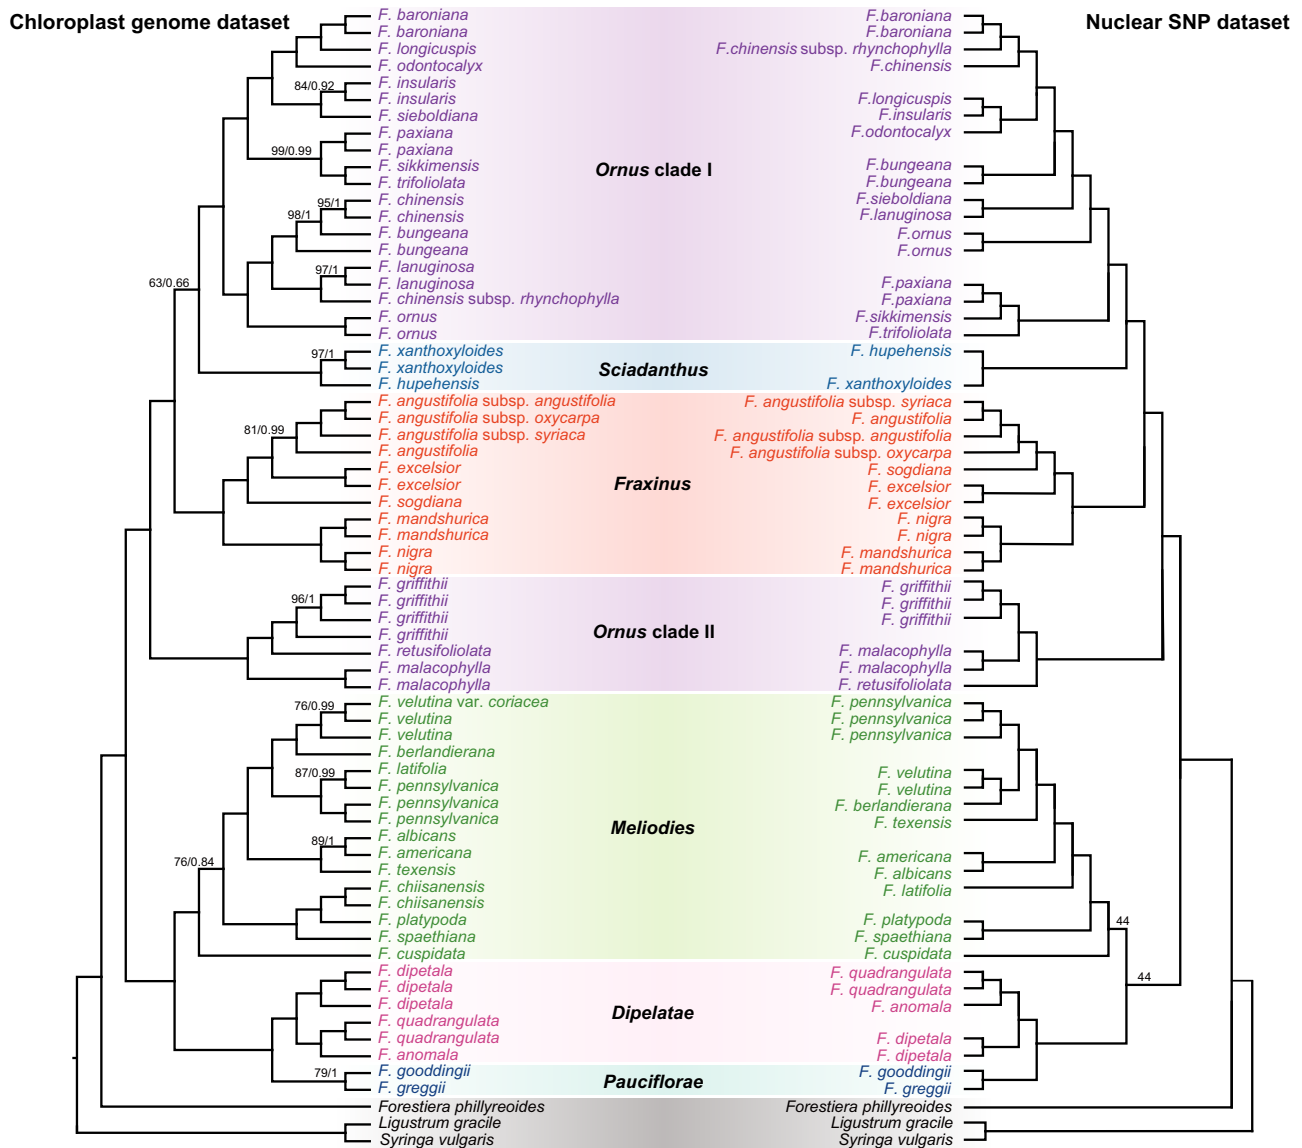 Chloroplast genome dataset
Nuclear SNP dataset
F. baroniana
F. baroniana
F. longicuspis
F. odontocalyx
84/0.92
F. insularis
F. insularis
F. sieboldiana
F. paxiana
99/0.99
F. paxiana
F. sikkimensis
F. trifoliolata
F. chinensis
95/1
F. chinensis
98/1
F. bungeana
F. bungeana
F. lanuginosa
97/1
F. lanuginosa
F. chinensis subsp. rhynchophylla
63/0.66
F. ornus
F. ornus
F. xanthoxyloides
97/1
F. xanthoxyloides
F. hupehensis
F. angustifolia subsp. angustifolia
F. angustifolia subsp. oxycarpa
81/0.99
F. angustifolia subsp. syriaca
F. angustifolia
F. excelsior
F. excelsior
F. sogdiana
F. mandshurica
F. mandshurica
F. nigra
F. nigra
F. griffithii
96/1
F. griffithii
F. griffithii
F. griffithii
F. retusifoliolata
F. malacophylla
F. malacophylla
F. velutina var. coriacea
76/0.99
F. velutina
F. velutina
F. berlandierana
F. latifolia
87/0.99
F. pennsylvanica
F. pennsylvanica
F. pennsylvanica
F. albicans
89/1
F. americana
76/0.84
F. texensis
F. chiisanensis
F. chiisanensis
F. platypoda
F. spaethiana
F. cuspidata
F. dipetala
F. dipetala
F. dipetala
F. quadrangulata
F. quadrangulata
F. anomala
79/1
F. gooddingii
F. greggii
Forestiera phillyreoides
Ligustrum gracile
Syringa vulgaris
Ornus clade I
Sciadanthus
Fraxinus
Ornus clade II
Meliodies
Dipelatae
Pauciflorae
F.baroniana
F.baroniana
F.chinensis subsp. rhynchophylla
F.chinensis
F.longicuspis
F.insularis
F.odontocalyx
F.bungeana
F.bungeana
F.sieboldiana
F.lanuginosa
F.ornus
F.ornus
F.paxiana
F.paxiana
F.sikkimensis
F.trifoliolata
F. hupehensis
F. xanthoxyloides
F. angustifolia subsp. syriaca
F. angustifolia
F. angustifolia subsp. angustifolia
F. angustifolia subsp. oxycarpa
F. sogdiana
F. excelsior
F. excelsior
F. nigra
F. nigra
F. mandshurica
F. mandshurica
F. griffithii
F. griffithii
F. griffithii
F. malacophylla
F. malacophylla
F. retusifoliolata
F. pennsylvanica
F. pennsylvanica
F. pennsylvanica
F. velutina
F. velutina
F. berlandierana
F. texensis
F. americana
F. albicans
F. latifolia
F. platypoda
44
F. spaethiana
F. cuspidata
F. quadrangulata
44
F. quadrangulata
F. anomala
F. dipetala
F. dipetala
F. gooddingii
F. greggii
Forestiera phillyreoides
Ligustrum gracile
Syringa vulgaris